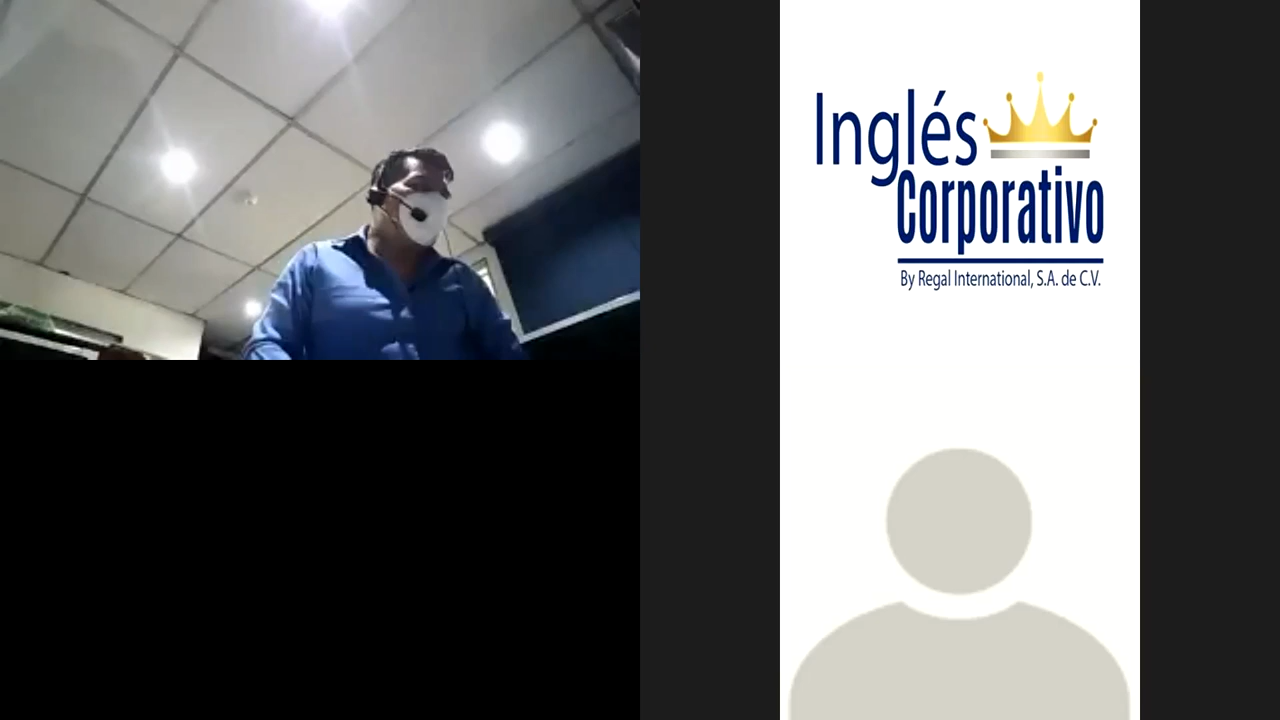 Inglés
Corporativo
By Regal International, S.A. de C.V.